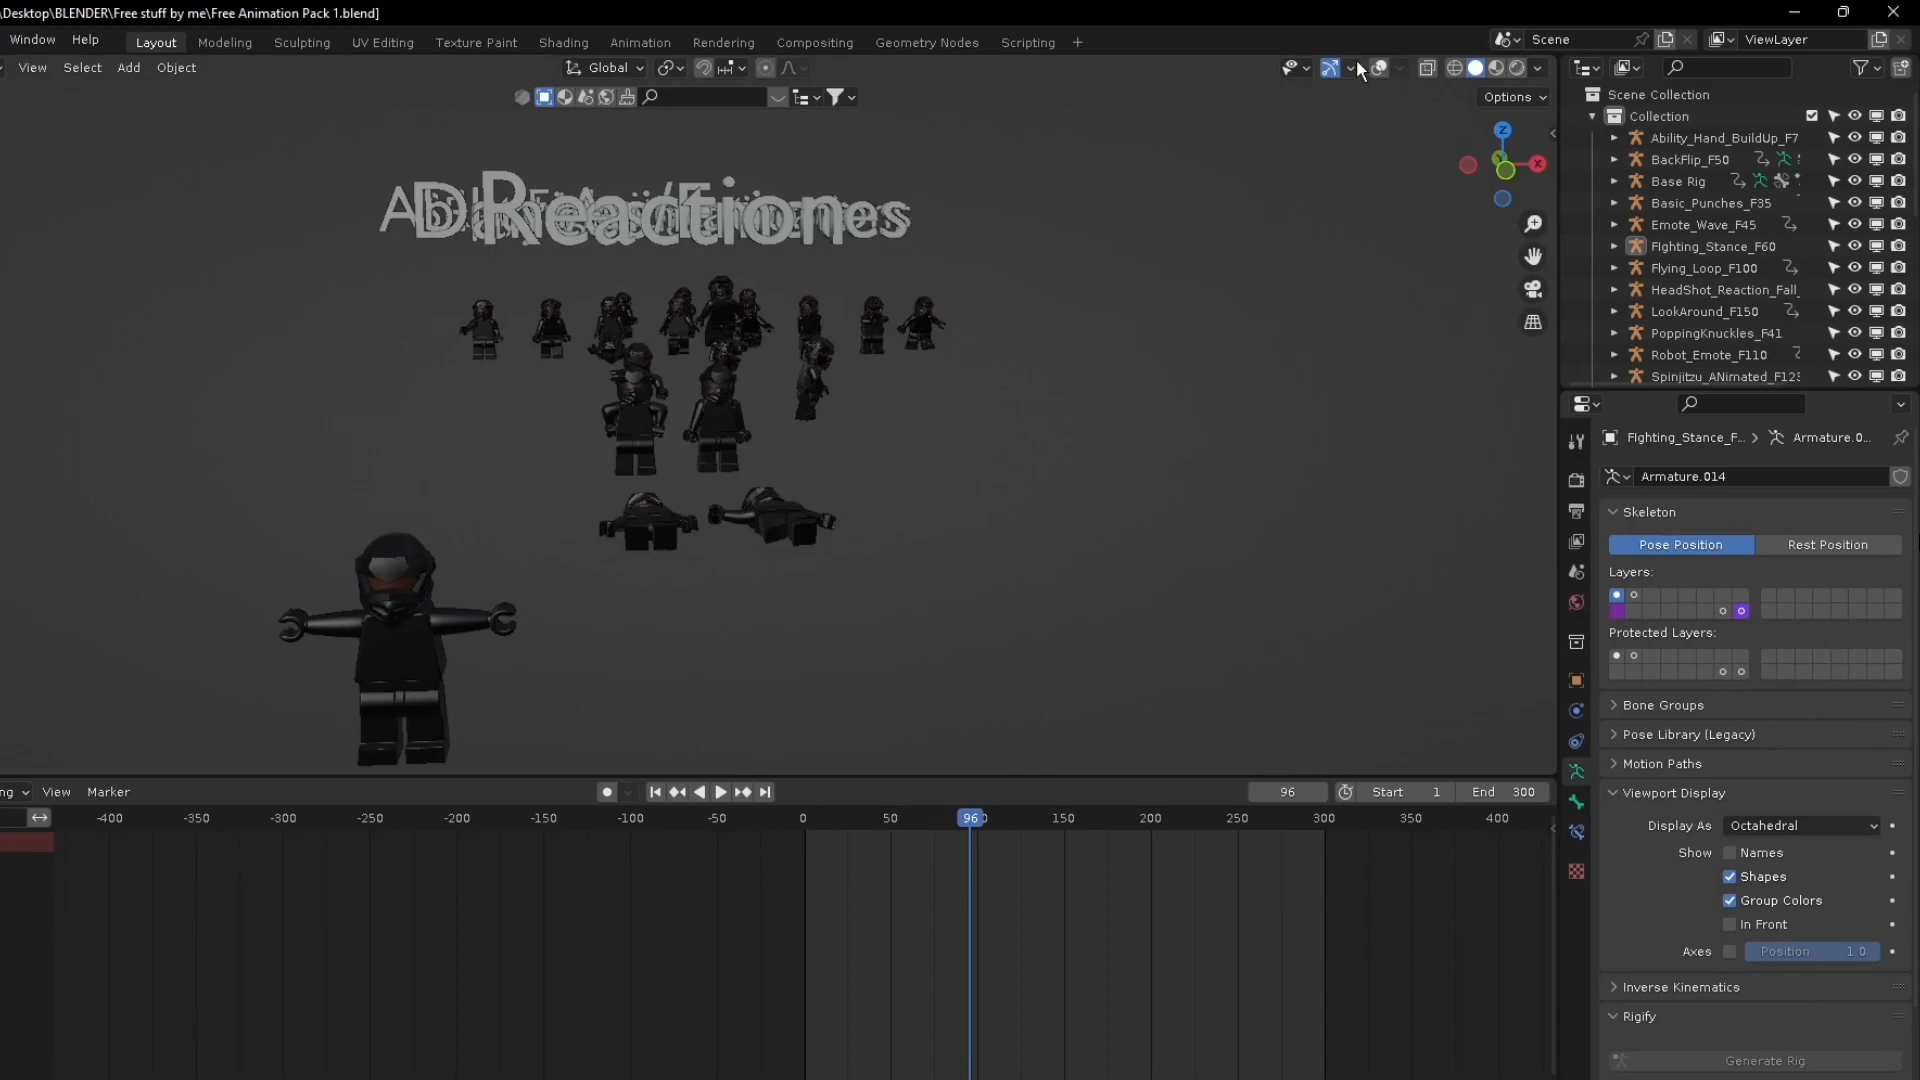 \Desktop\BLENDER\Free stuff by me\Free Animation Pack 1.blend]
Window Help Layout Modeling Sculpting UV Editing Texture Paint Shading Animation Rendering Compositing Geometry Nodes Scripting + Scene ViewLayer
View Select Add Object Global
Options
Scene Collection
Collection
Ability_Hand_BuildUp_F7
BackFlip_F50
Base Rig
Basic_Punches_F35
Emote_Wave_F45
FIghting_Stance_F60
Flying_Loop_F100
HeadShot_Reaction_Fall_
LookAround_F150
PoppingKnuckles_F41
Robot_Emote_F110
Spinjitzu_ANimated_F123
Z
X
Reactiones
FIghting_Stance_F... > Armature.0...
Armature.014
Skeleton
Pose Position Rest Position
Layers:
Protected Layers:
Bone Groups
Pose Library (Legacy)
Motion Paths
Viewport Display
Display As Octahedral
Show Names
Shapes
Group Colors
In Front
Axes Position 1.0
Inverse Kinematics
Rigify
Generate Rig
ng View Marker 96 Start 1 End 300
-400 -350 -300 -250 -200 -150 -100 -50 0 50 96 150 200 250 300 350 400